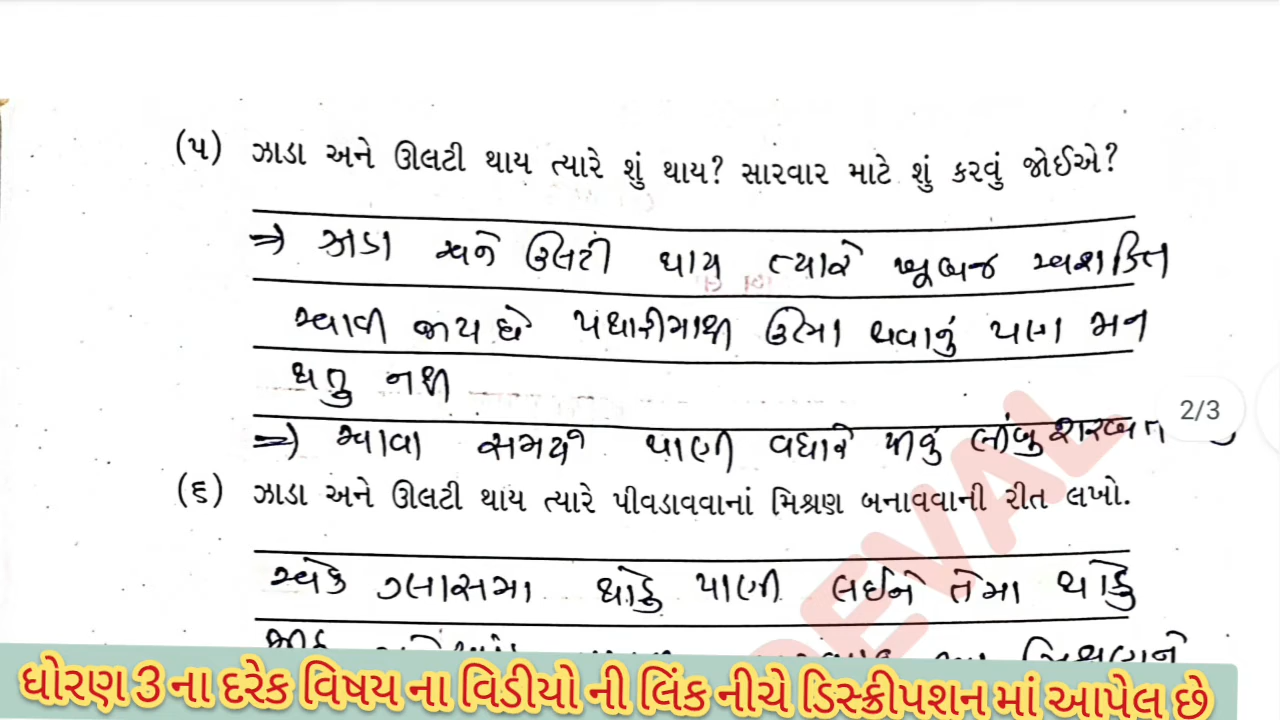 (૫) ઝાડા અને ઊલટી થાય ત્યારે શું થાય? સારવાર માટે શું કરવું જોઈએ?
=> ઝાડા અને ઉલટી થાય ત્યારે ખૂબજ અશક્તિ
આવી જાય છે પથારીમાથી ઉભા થવાનું પણ મન
થતુ નથી
2/3
=> આવા સમયે પાણી વધારે પીવું લીંબુ શરબત
(૬) ઝાડા અને ઊલટી થાય ત્યારે પીવડાવવાનાં મિશ્રણ બનાવવાની રીત લખો.
એક ગ્લાસમા થોડુ પાણી લઈને તેમા થોડુ
મિશ્રણને
DEVAL
ધોરણ 3 ના દરેક વિષય ના વિડીયો ની લિંક નીચે ડિસ્ક્રીપશન માં આપેલ છે